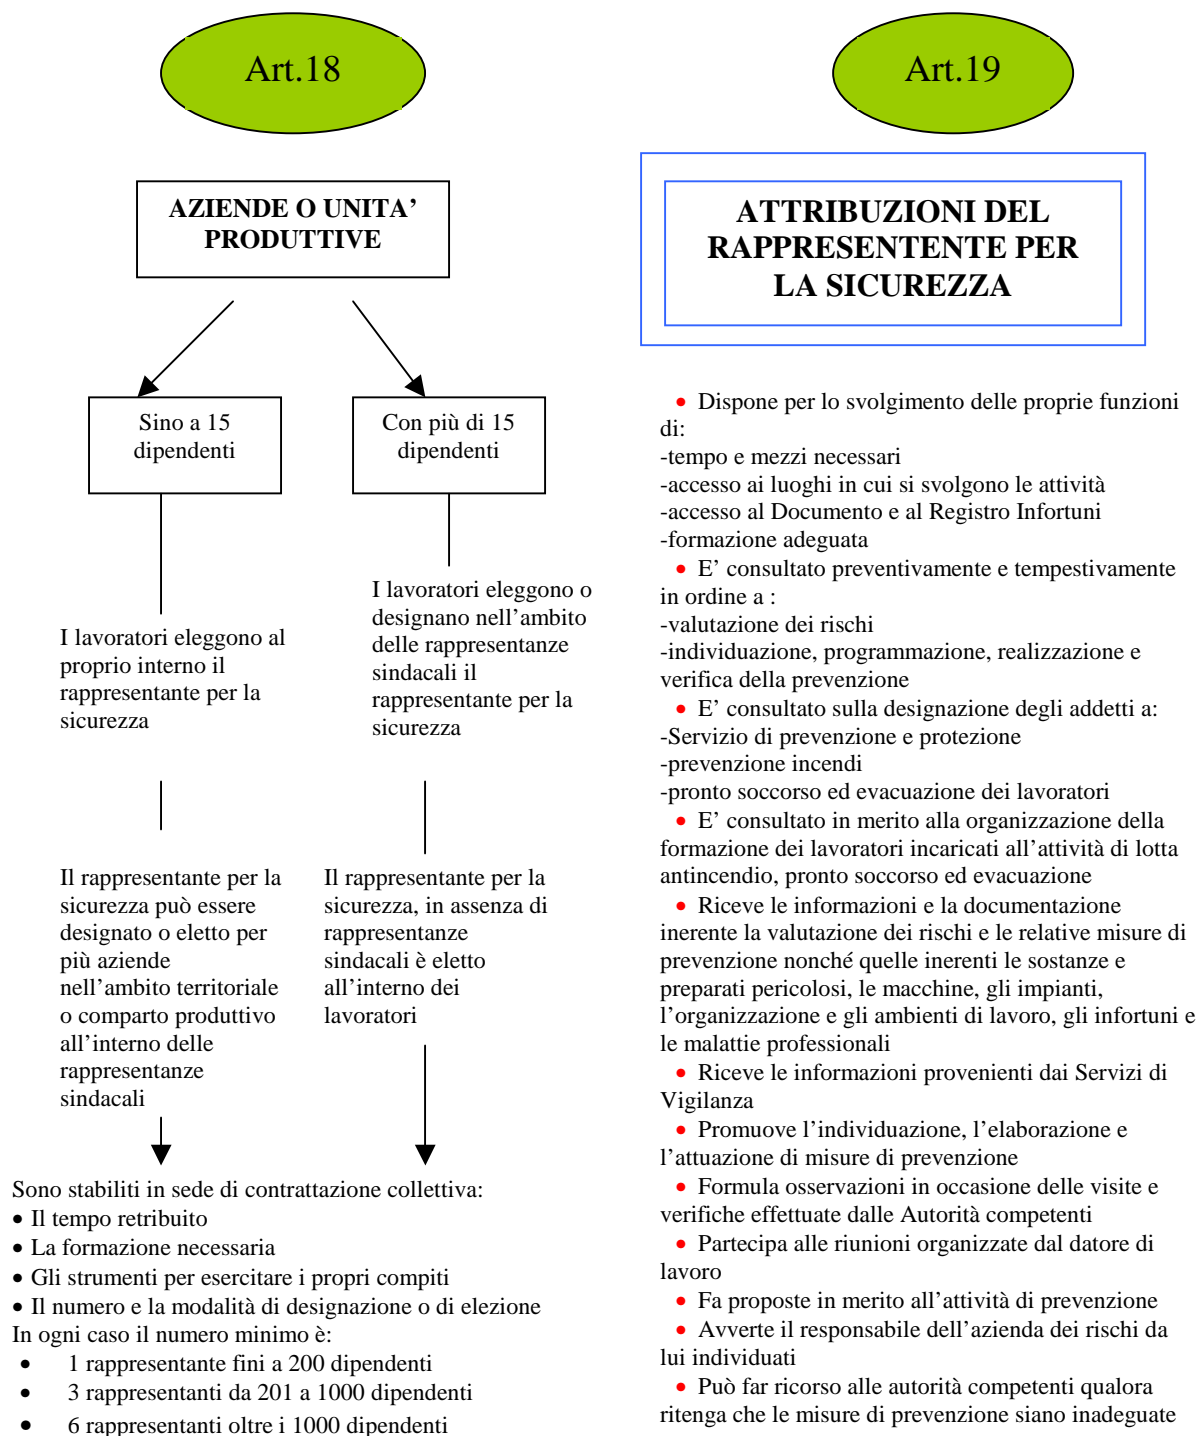 Art.18
AZIENDE O UNITA’
PRODUTTIVE
Sino a 15
dipendenti
Con più di 15
dipendenti
I lavoratori eleggono al
proprio interno il
rappresentante per la
sicurezza
I lavoratori eleggono o
designano nell’ambito
delle rappresentanze
sindacali il
rappresentante per la
sicurezza
Il rappresentante per la
sicurezza può essere
designato o eletto per
più aziende
nell’ambito territoriale
o comparto produttivo
all’interno delle
rappresentanze
sindacali
Il rappresentante per la
sicurezza, in assenza di
rappresentanze
sindacali è eletto
all’interno dei
lavoratori
Sono stabiliti in sede di contrattazione collettiva:
• Il tempo retribuito
• La formazione necessaria
• Gli strumenti per esercitare i propri compiti
• Il numero e la modalità di designazione o di elezione
In ogni caso il numero minimo è:
• 1 rappresentante fini a 200 dipendenti
• 3 rappresentanti da 201 a 1000 dipendenti
• 6 rappresentanti oltre i 1000 dipendenti
Art.19
ATTRIBUZIONI DEL
RAPPRESENTENTE PER
LA SICUREZZA
• Dispone per lo svolgimento delle proprie funzioni
di:
-tempo e mezzi necessari
-accesso ai luoghi in cui si svolgono le attività
-accesso al Documento e al Registro Infortuni
-formazione adeguata
• E’ consultato preventivamente e tempestivamente
in ordine a :
-valutazione dei rischi
-individuazione, programmazione, realizzazione e
verifica della prevenzione
• E’ consultato sulla designazione degli addetti a:
-Servizio di prevenzione e protezione
-prevenzione incendi
-pronto soccorso ed evacuazione dei lavoratori
• E’ consultato in merito alla organizzazione della
formazione dei lavoratori incaricati all’attività di lotta
antincendio, pronto soccorso ed evacuazione
• Riceve le informazioni e la documentazione
inerente la valutazione dei rischi e le relative misure di
prevenzione nonché quelle inerenti le sostanze e
preparati pericolosi, le macchine, gli impianti,
l’organizzazione e gli ambienti di lavoro, gli infortuni e
le malattie professionali
• Riceve le informazioni provenienti dai Servizi di
Vigilanza
• Promuove l’individuazione, l’elaborazione e
l’attuazione di misure di prevenzione
• Formula osservazioni in occasione delle visite e
verifiche effettuate dalle Autorità competenti
• Partecipa alle riunioni organizzate dal datore di
lavoro
• Fa proposte in merito all’attività di prevenzione
• Avverte il responsabile dell’azienda dei rischi da
lui individuati
• Può far ricorso alle autorità competenti qualora
ritenga che le misure di prevenzione siano inadeguate